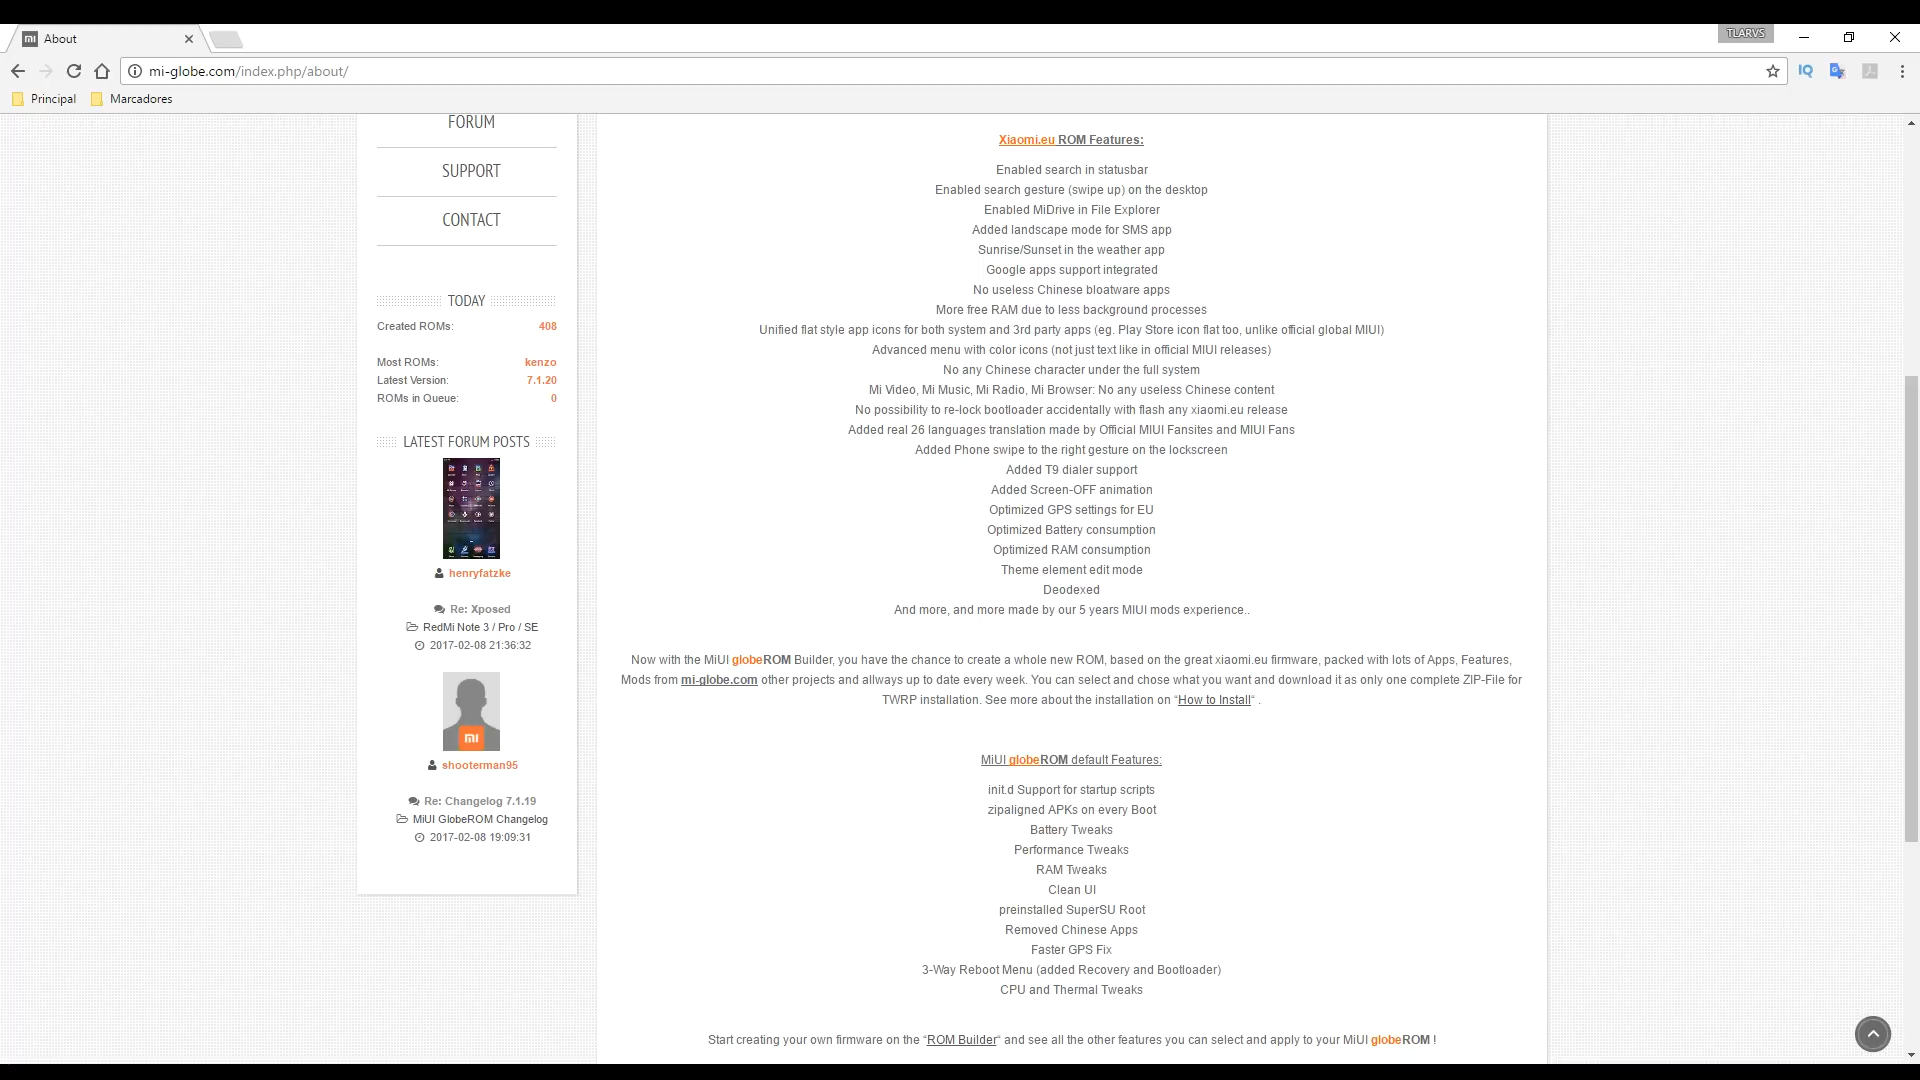 mi About
TLARVS
mi-globe.com/index.php/about/
IQ
Principal Marcadores
FORUM
SUPPORT
CONTACT
TODAY
Created ROMs: 408
Most ROMs: kenzo
Latest Version: 7.1.20
ROMs in Queue: 0
LATEST FORUM POSTS
henryfatzke
Re: Xposed
RedMi Note 3 / Pro / SE
2017-02-08 21:36:32
mi
shooterman95
Re: Changelog 7.1.19
MiUI GlobeROM Changelog
2017-02-08 19:09:31
Xiaomi.eu ROM Features:
Enabled search in statusbar
Enabled search gesture (swipe up) on the desktop
Enabled MiDrive in File Explorer
Added landscape mode for SMS app
Sunrise/Sunset in the weather app
Google apps support integrated
No useless Chinese bloatware apps
More free RAM due to less background processes
Unified flat style app icons for both system and 3rd party apps (eg. Play Store icon flat too, unlike official global MIUI)
Advanced menu with color icons (not just text like in official MIUI releases)
No any Chinese character under the full system
Mi Video, Mi Music, Mi Radio, Mi Browser: No any useless Chinese content
No possibility to re-lock bootloader accidentally with flash any xiaomi.eu release
Added real 26 languages translation made by Official MIUI Fansites and MIUI Fans
Added Phone swipe to the right gesture on the lockscreen
Added T9 dialer support
Added Screen-OFF animation
Optimized GPS settings for EU
Optimized Battery consumption
Optimized RAM consumption
Theme element edit mode
Deodexed
And more, and more made by our 5 years MIUI mods experience..
Now with the MiUI globeROM Builder, you have the chance to create a whole new ROM, based on the great xiaomi.eu firmware, packed with lots of Apps, Features,
Mods from mi-globe.com other projects and allways up to date every week. You can select and chose what you want and download it as only one complete ZIP-File for
TWRP installation. See more about the installation on “How to Install“ .
MiUI globeROM default Features:
init.d Support for startup scripts
zipaligned APKs on every Boot
Battery Tweaks
Performance Tweaks
RAM Tweaks
Clean UI
preinstalled SuperSU Root
Removed Chinese Apps
Faster GPS Fix
3-Way Reboot Menu (added Recovery and Bootloader)
CPU and Thermal Tweaks
Start creating your own firmware on the “ROM Builder“ and see all the other features you can select and apply to your MiUI globeROM !